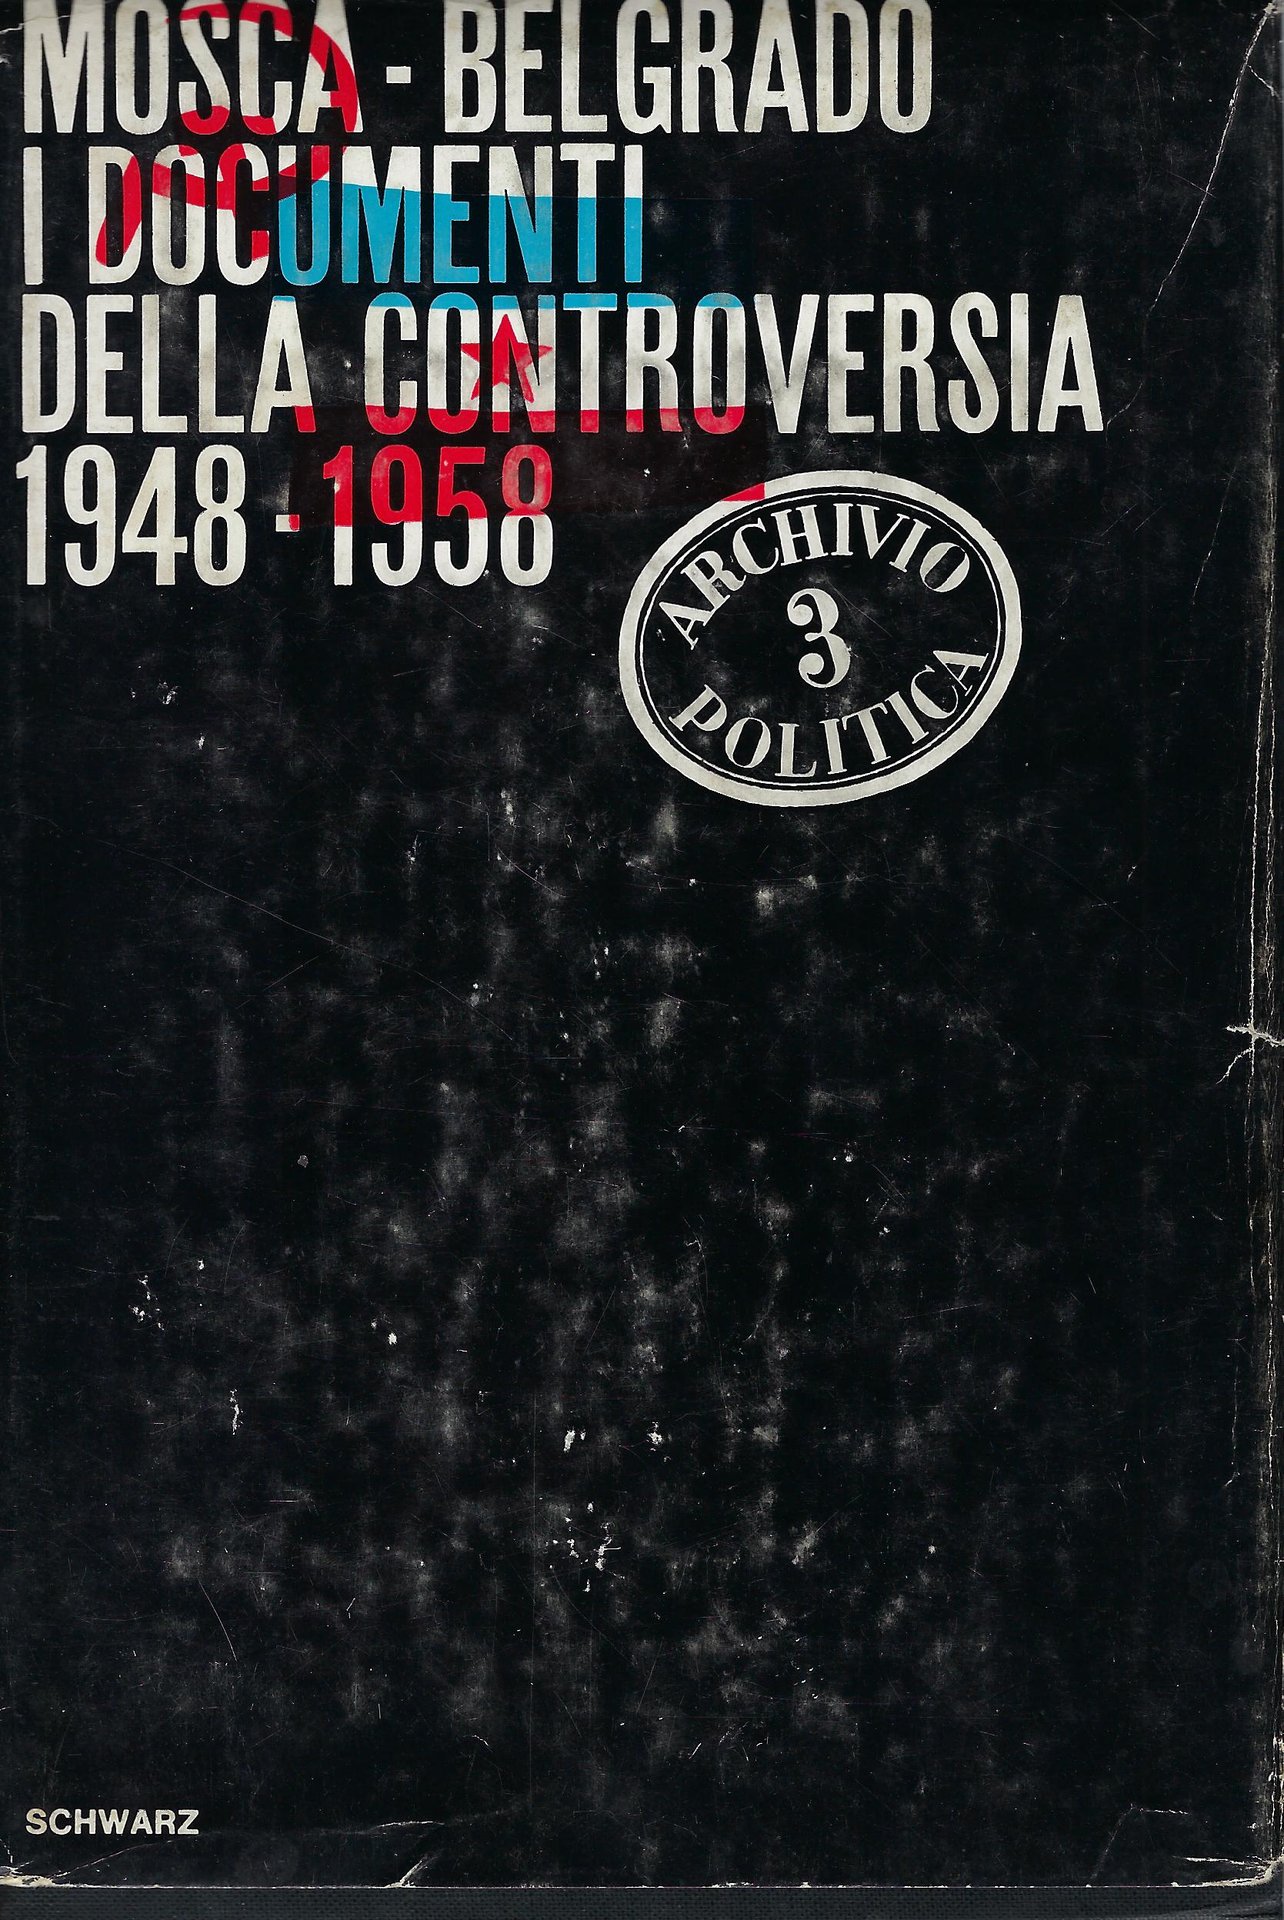 MOSCA - BELGRADO
I DOCUMENTI
DELLA CONTROVERSIA
1948 - 1958
ARCHIVIO
3
POLITICA
SCHWARZ